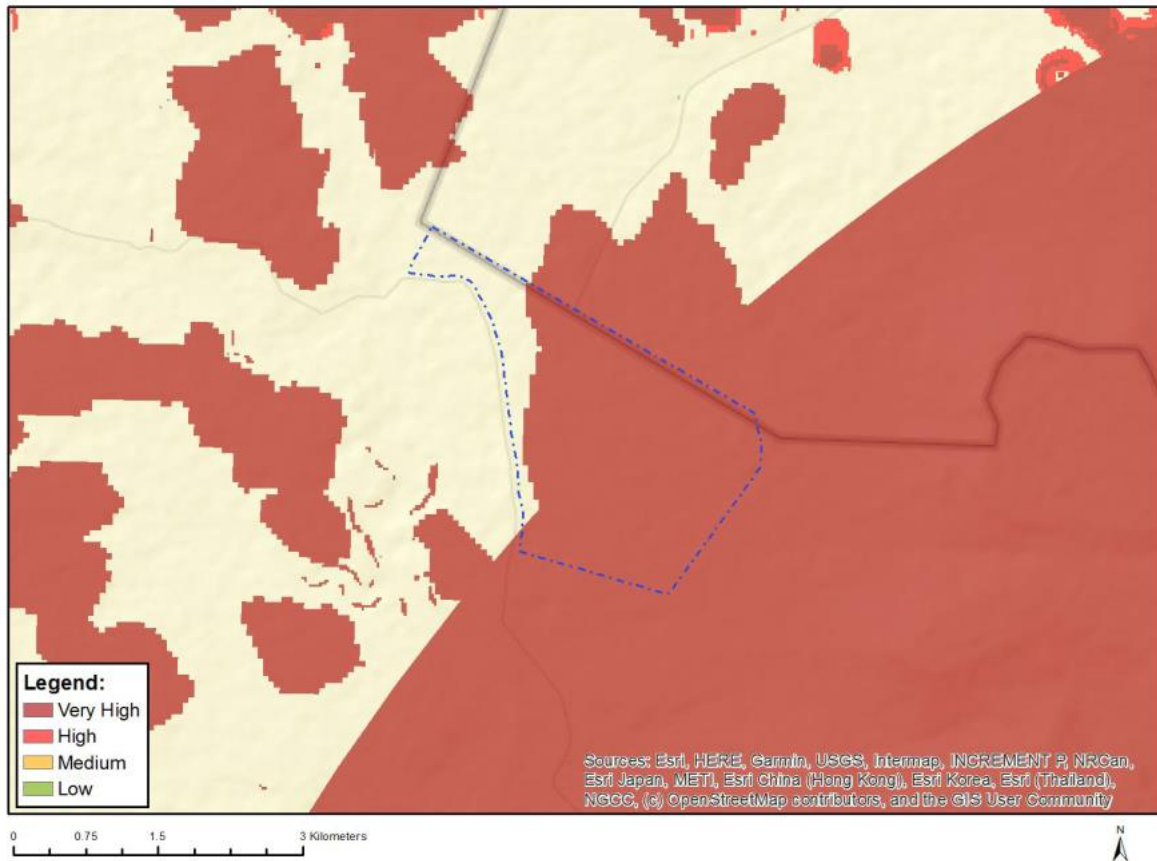 Legend:
Very High
High
Medium
Low
Sources: Esri, HERE, Garmin, USGS, Intermap, INCREMENT P, NRCan,
Esri Japan, METI, Esri China (Hong Kong), Esri Korea, Esri (Thailand),
NGCC, (c) OpenStreetMap contributors, and the GIS User Community
0 0.75 1.5 3 Kilometers
N